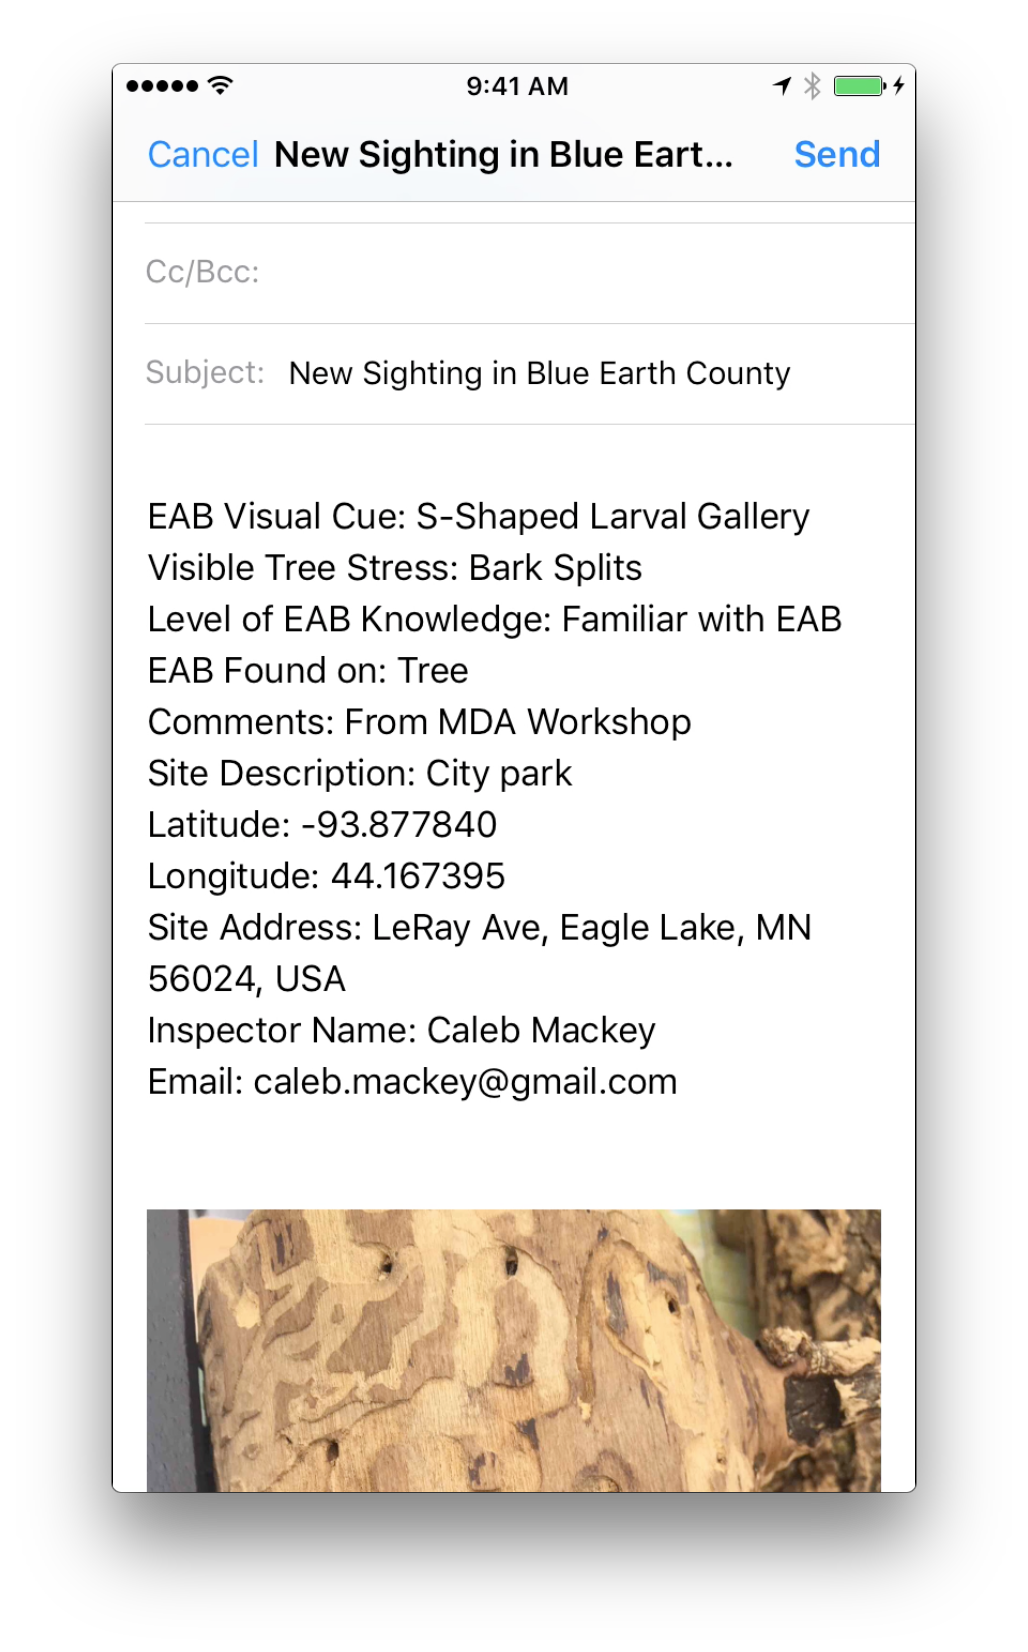 9:41 AM
Cancel New Sighting in Blue Eart... Send
Cc/Bcc:
Subject: New Sighting in Blue Earth County
EAB Visual Cue: S-Shaped Larval Gallery
Visible Tree Stress: Bark Splits
Level of EAB Knowledge: Familiar with EAB
EAB Found on: Tree
Comments: From MDA Workshop
Site Description: City park
Latitude: -93.877840
Longitude: 44.167395
Site Address: LeRay Ave, Eagle Lake, MN
56024, USA
Inspector Name: Caleb Mackey
Email: caleb.mackey@gmail.com